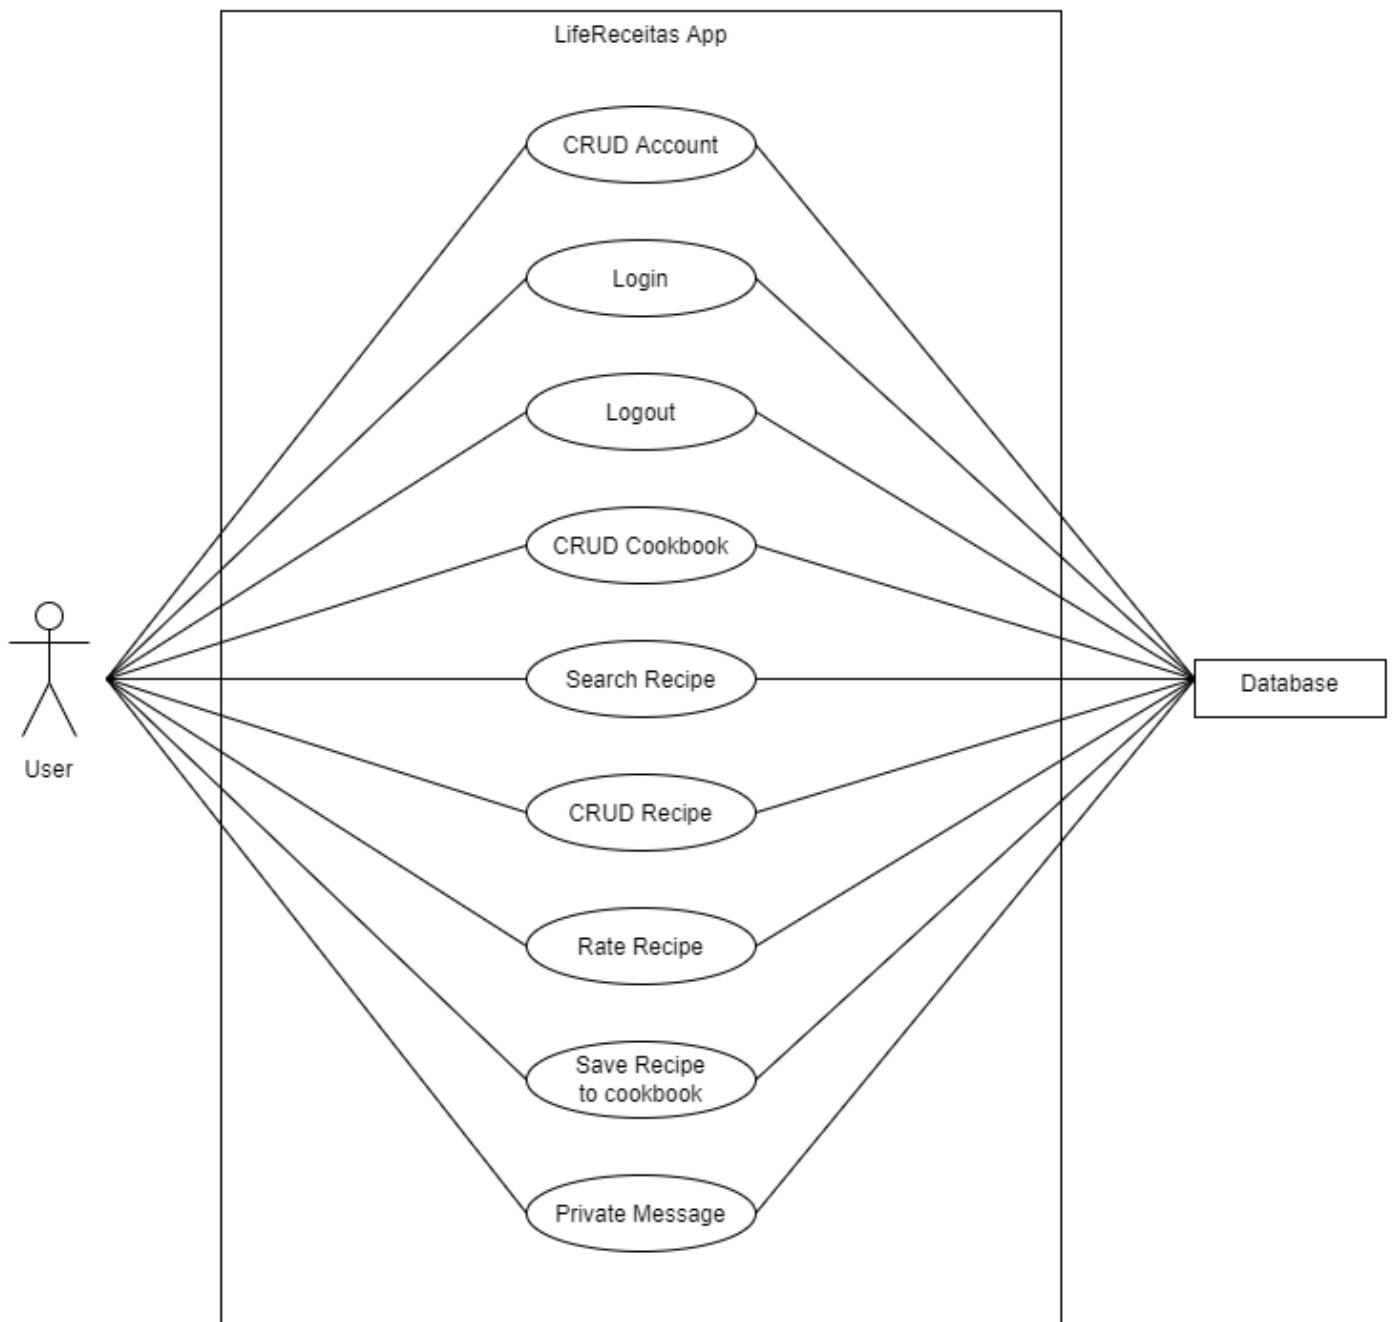 LifeReceitas App
CRUD Account
Login
Logout
CRUD Cookbook
Search Recipe
Database
User
CRUD Recipe
Rate Recipe
Save Recipe
to cookbook
Private Message